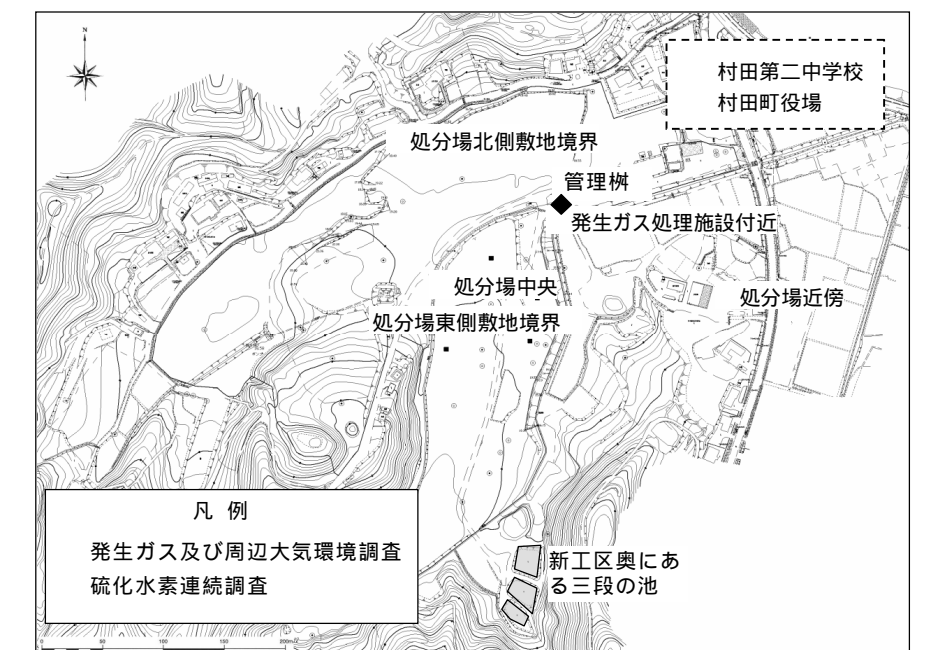 N
村田第二中学校
村田町役場
処分場北側敷地境界
管理桝
発生ガス処理施設付近
処分場中央
処分場近傍
処分場東側敷地境界
凡 例
発生ガス及び周辺大気環境調査
硫化水素連続調査
新工区奥にあ
る三段の池
0 50 100 150 200m